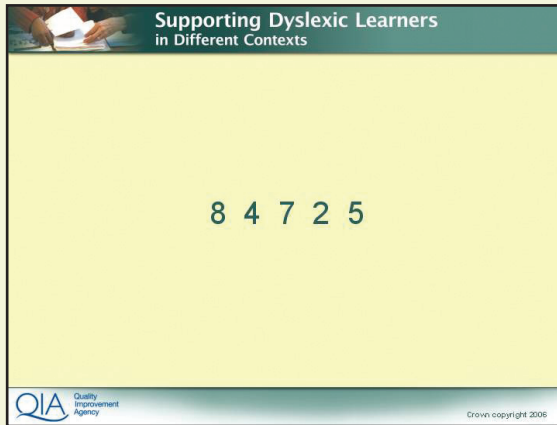 Supporting Dyslexic Learners
in Different Contexts
8 4 7 2 5
QIA
Quality
Improvement
Agency
Crown copyright 2006